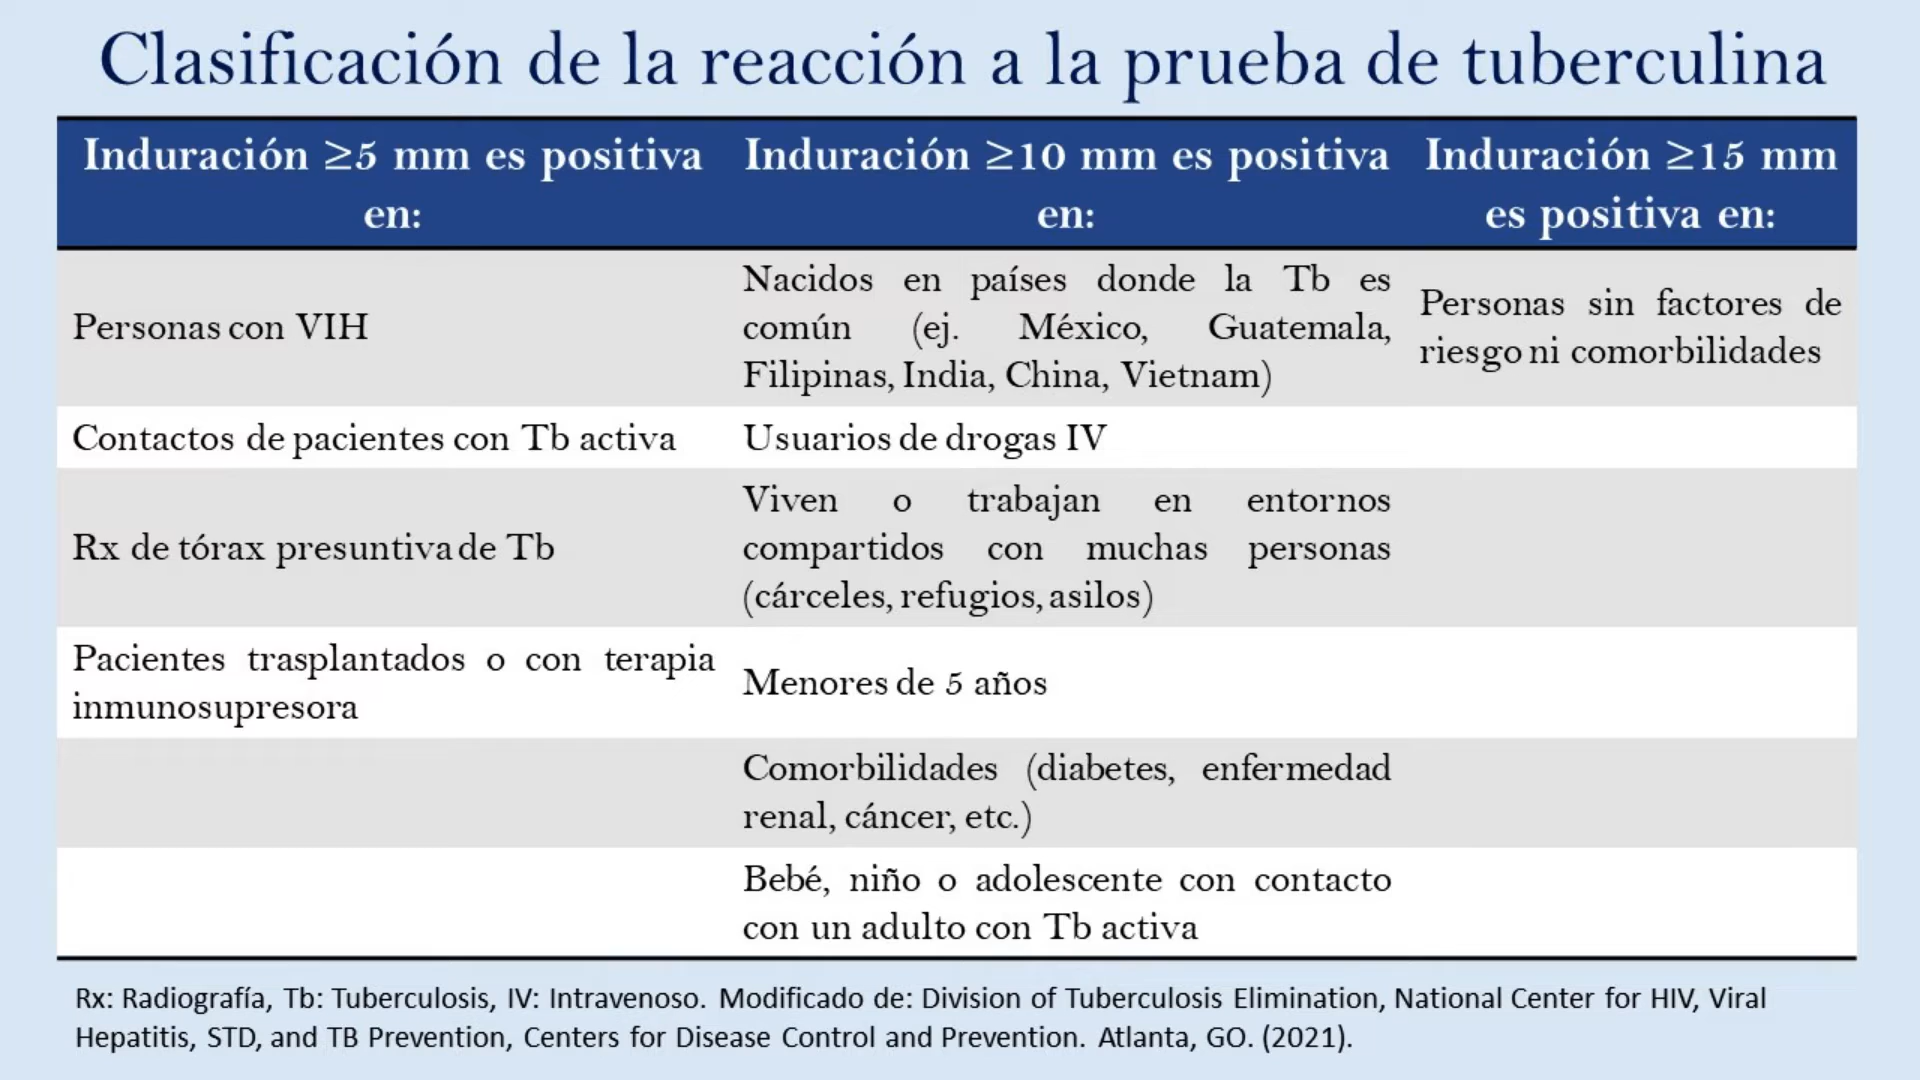 Clasificación de la reacción a la prueba de tuberculina
Induración ≥5 mm es positiva
en:
Induración ≥10 mm es positiva
en:
Induración ≥15 mm
es positiva en:
Personas con VIH
Nacidos en países donde la Tb es
común (ej. México, Guatemala,
Filipinas, India, China, Vietnam)
Personas sin factores de
riesgo ni comorbilidades
Contactos de pacientes con Tb activa
Usuarios de drogas IV
Rx de tórax presuntiva de Tb
Viven o trabajan en entornos
compartidos con muchas personas
(cárceles, refugios, asilos)
Pacientes trasplantados o con terapia
inmunosupresora
Menores de 5 años
Comorbilidades (diabetes, enfermedad
renal, cáncer, etc.)
Bebé, niño o adolescente con contacto
con un adulto con Tb activa
Rx: Radiografía, Tb: Tuberculosis, IV: Intravenoso. Modificado de: Division of Tuberculosis Elimination, National Center for HIV, Viral
Hepatitis, STD, and TB Prevention, Centers for Disease Control and Prevention. Atlanta, GO. (2021).